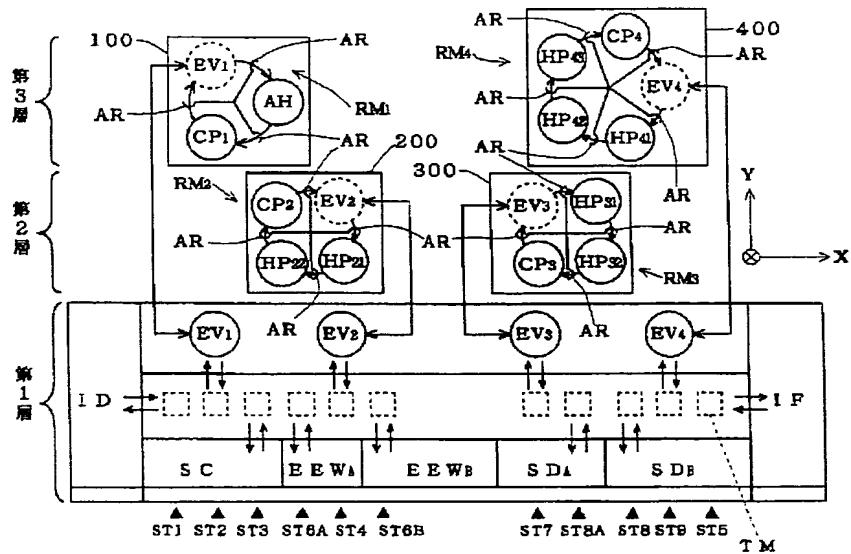 第3層
100
AR
EV1
AH
RM1
AR
CP1
AR
RM4
AR
CP4
400
AR
HP43
EV4
AR
HP42
HP41
AR
AR
第2層
RM2
200
CP2
EV2
AR
HP22
HP21
AR
AR
300
EV3
HP31
AR
CP3
HP32
RM3
AR
Y
X
第1層
EV1
EV2
EV3
EV4
ID
IF
SC
EEWA
EEWB
SDA
SDB
ST1
ST2
ST3
ST6A
ST4
ST6B
ST7
ST8A
ST8
ST9
ST5
TM